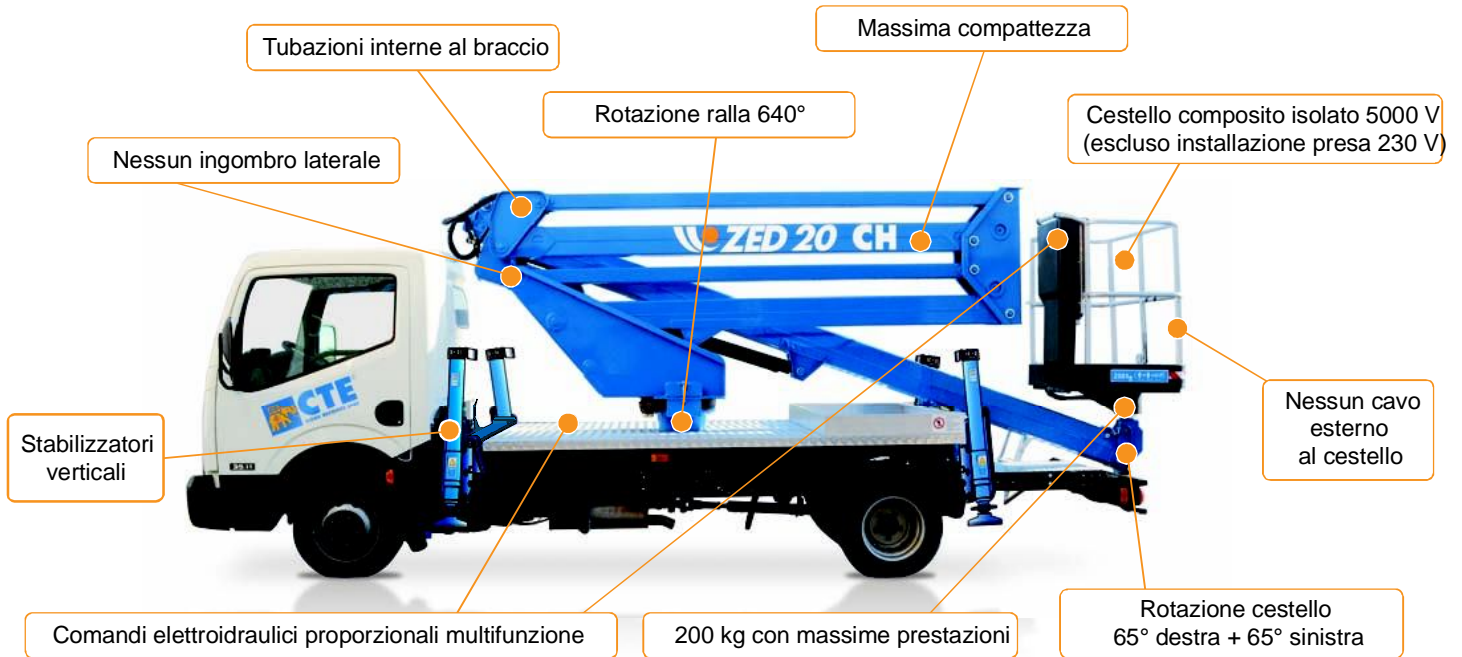 Massima compattezza
Tubazioni interne al braccio
Rotazione ralla 640°
Cestello composito isolato 5000 V
(escluso installazione presa 230 V)
Nessun ingombro laterale
ZED 20 CH
CTE
35.11
Stabilizzatori
verticali
Nessun cavo
esterno
al cestello
Comandi elettroidraulici proporzionali multifunzione
200 kg con massime prestazioni
Rotazione cestello
65° destra + 65° sinistra